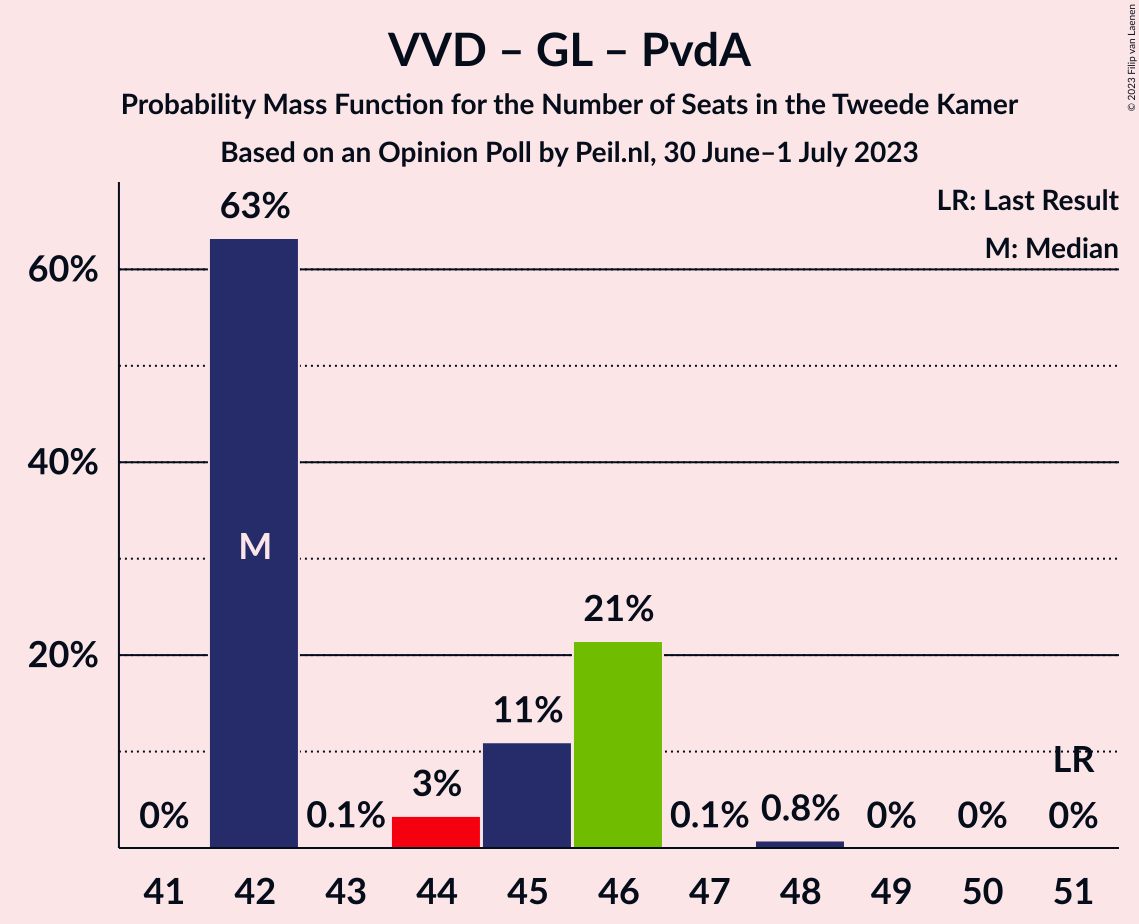 VVD – GL – PvdA
Probability Mass Function for the Number of Seats in the Tweede Kamer
Based on an Opinion Poll by Peil.nl, 30 June–1 July 2023
© 2023 Filip van Laenen
LR: Last Result
M: Median
60%
40%
20%
0%
63%
M
0.1%
3%
11%
21%
0.1%
0.8%
0%
0%
LR
0%
41 42 43 44 45 46 47 48 49 50 51